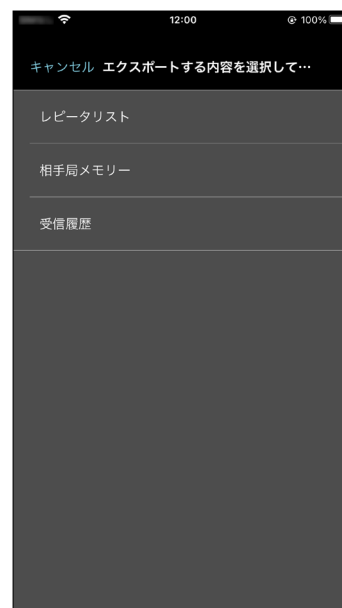 12:00
100%
キャンセル エクスポートする内容を選択して…
レピータリスト
相手局メモリー
受信履歴